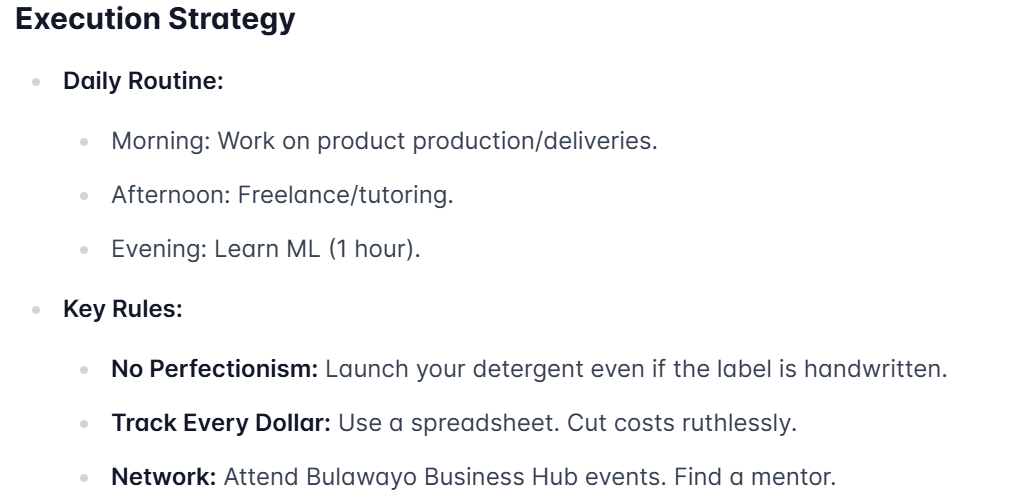 Execution Strategy
Daily Routine:
Morning: Work on product production/deliveries.
Afternoon: Freelance/tutoring.
Evening: Learn ML (1 hour).
Key Rules:
No Perfectionism: Launch your detergent even if the label is handwritten.
Track Every Dollar: Use a spreadsheet. Cut costs ruthlessly.
Network: Attend Bulawayo Business Hub events. Find a mentor.